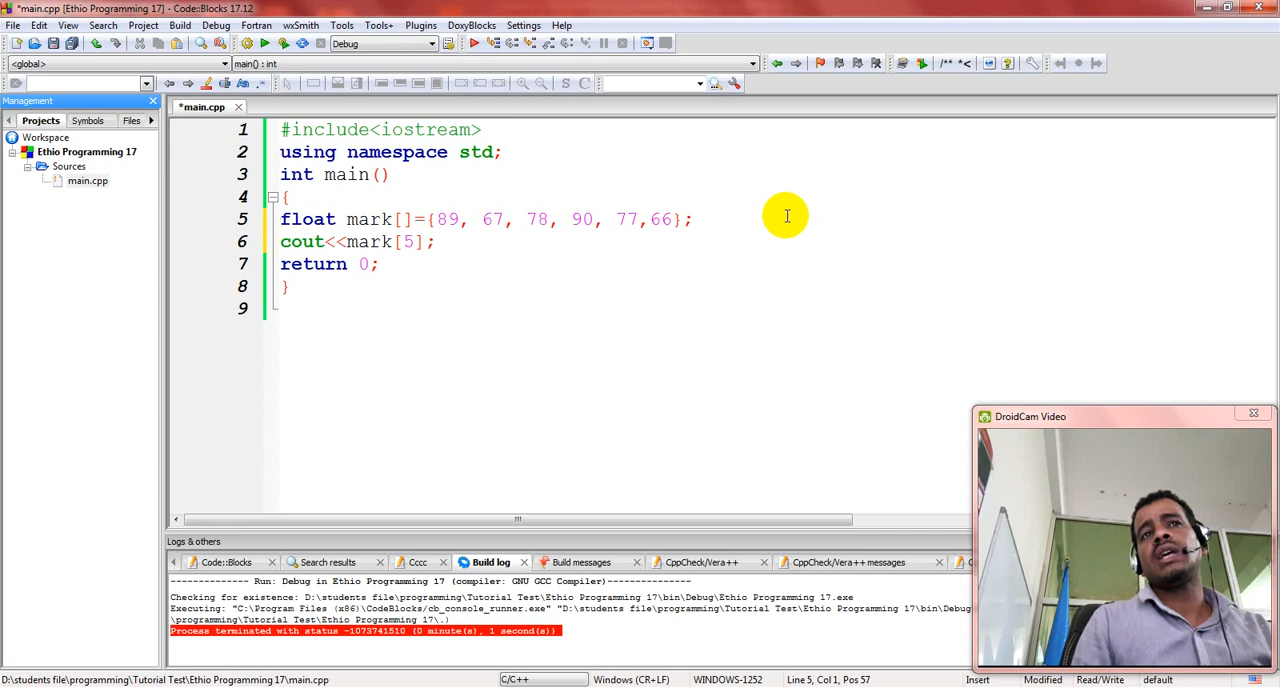 *main.cpp [Ethio Programming 17] - Code::Blocks 17.12
File Edit View Search Project Build Debug Fortran wxSmith Tools Tools+ Plugins DoxyBlocks Settings Help
Debug
<global> main() : int /** *<
S C
Management
Projects Symbols Files
*main.cpp
Workspace
Ethio Programming 17
Sources
main.cpp
1 #include<iostream>
2 using namespace std;
3 int main()
4 {
5 float mark[]={89, 67, 78, 90, 77,66};
6 cout<<mark[5];
7 return 0;
8 }
9
DroidCam Video
Logs & others
Code::Blocks Search results Cccc Build log Build messages CppCheck/Vera++ CppCheck/Vera++ messages
-------------- Run: Debug in Ethio Programming 17 (compiler: GNU GCC Compiler)---------------
Checking for existence: D:\students file\programming\Tutorial Test\Ethio Programming 17\bin\Debug\Ethio Programming 17.exe
Executing: "C:\Program Files (x86)\CodeBlocks/cb_console_runner.exe" "D:\students file\programming\Tutorial Test\Ethio Programming 17\bin\Debug
\programming\Tutorial Test\Ethio Programming 17\.)
Process terminated with status -1073741510 (0 minute(s), 1 second(s))
D:\students file\programming\Tutorial Test\Ethio Programming 17\main.cpp C/C++ Windows (CR+LF) WINDOWS-1252 Line 5, Col 1, Pos 57 Insert Modified Read/Write default